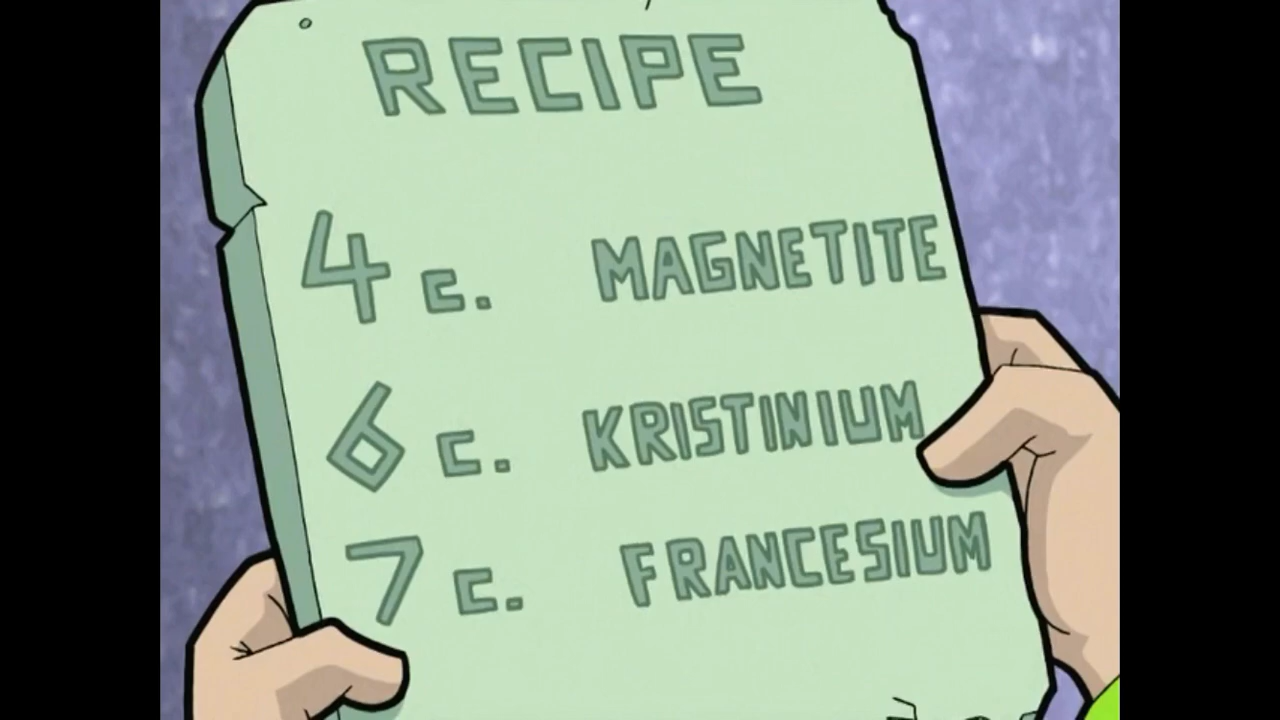 RECIPE
4 c. MAGNETITE
6 c. KRISTINIUM
7 c. FRANCESIUM